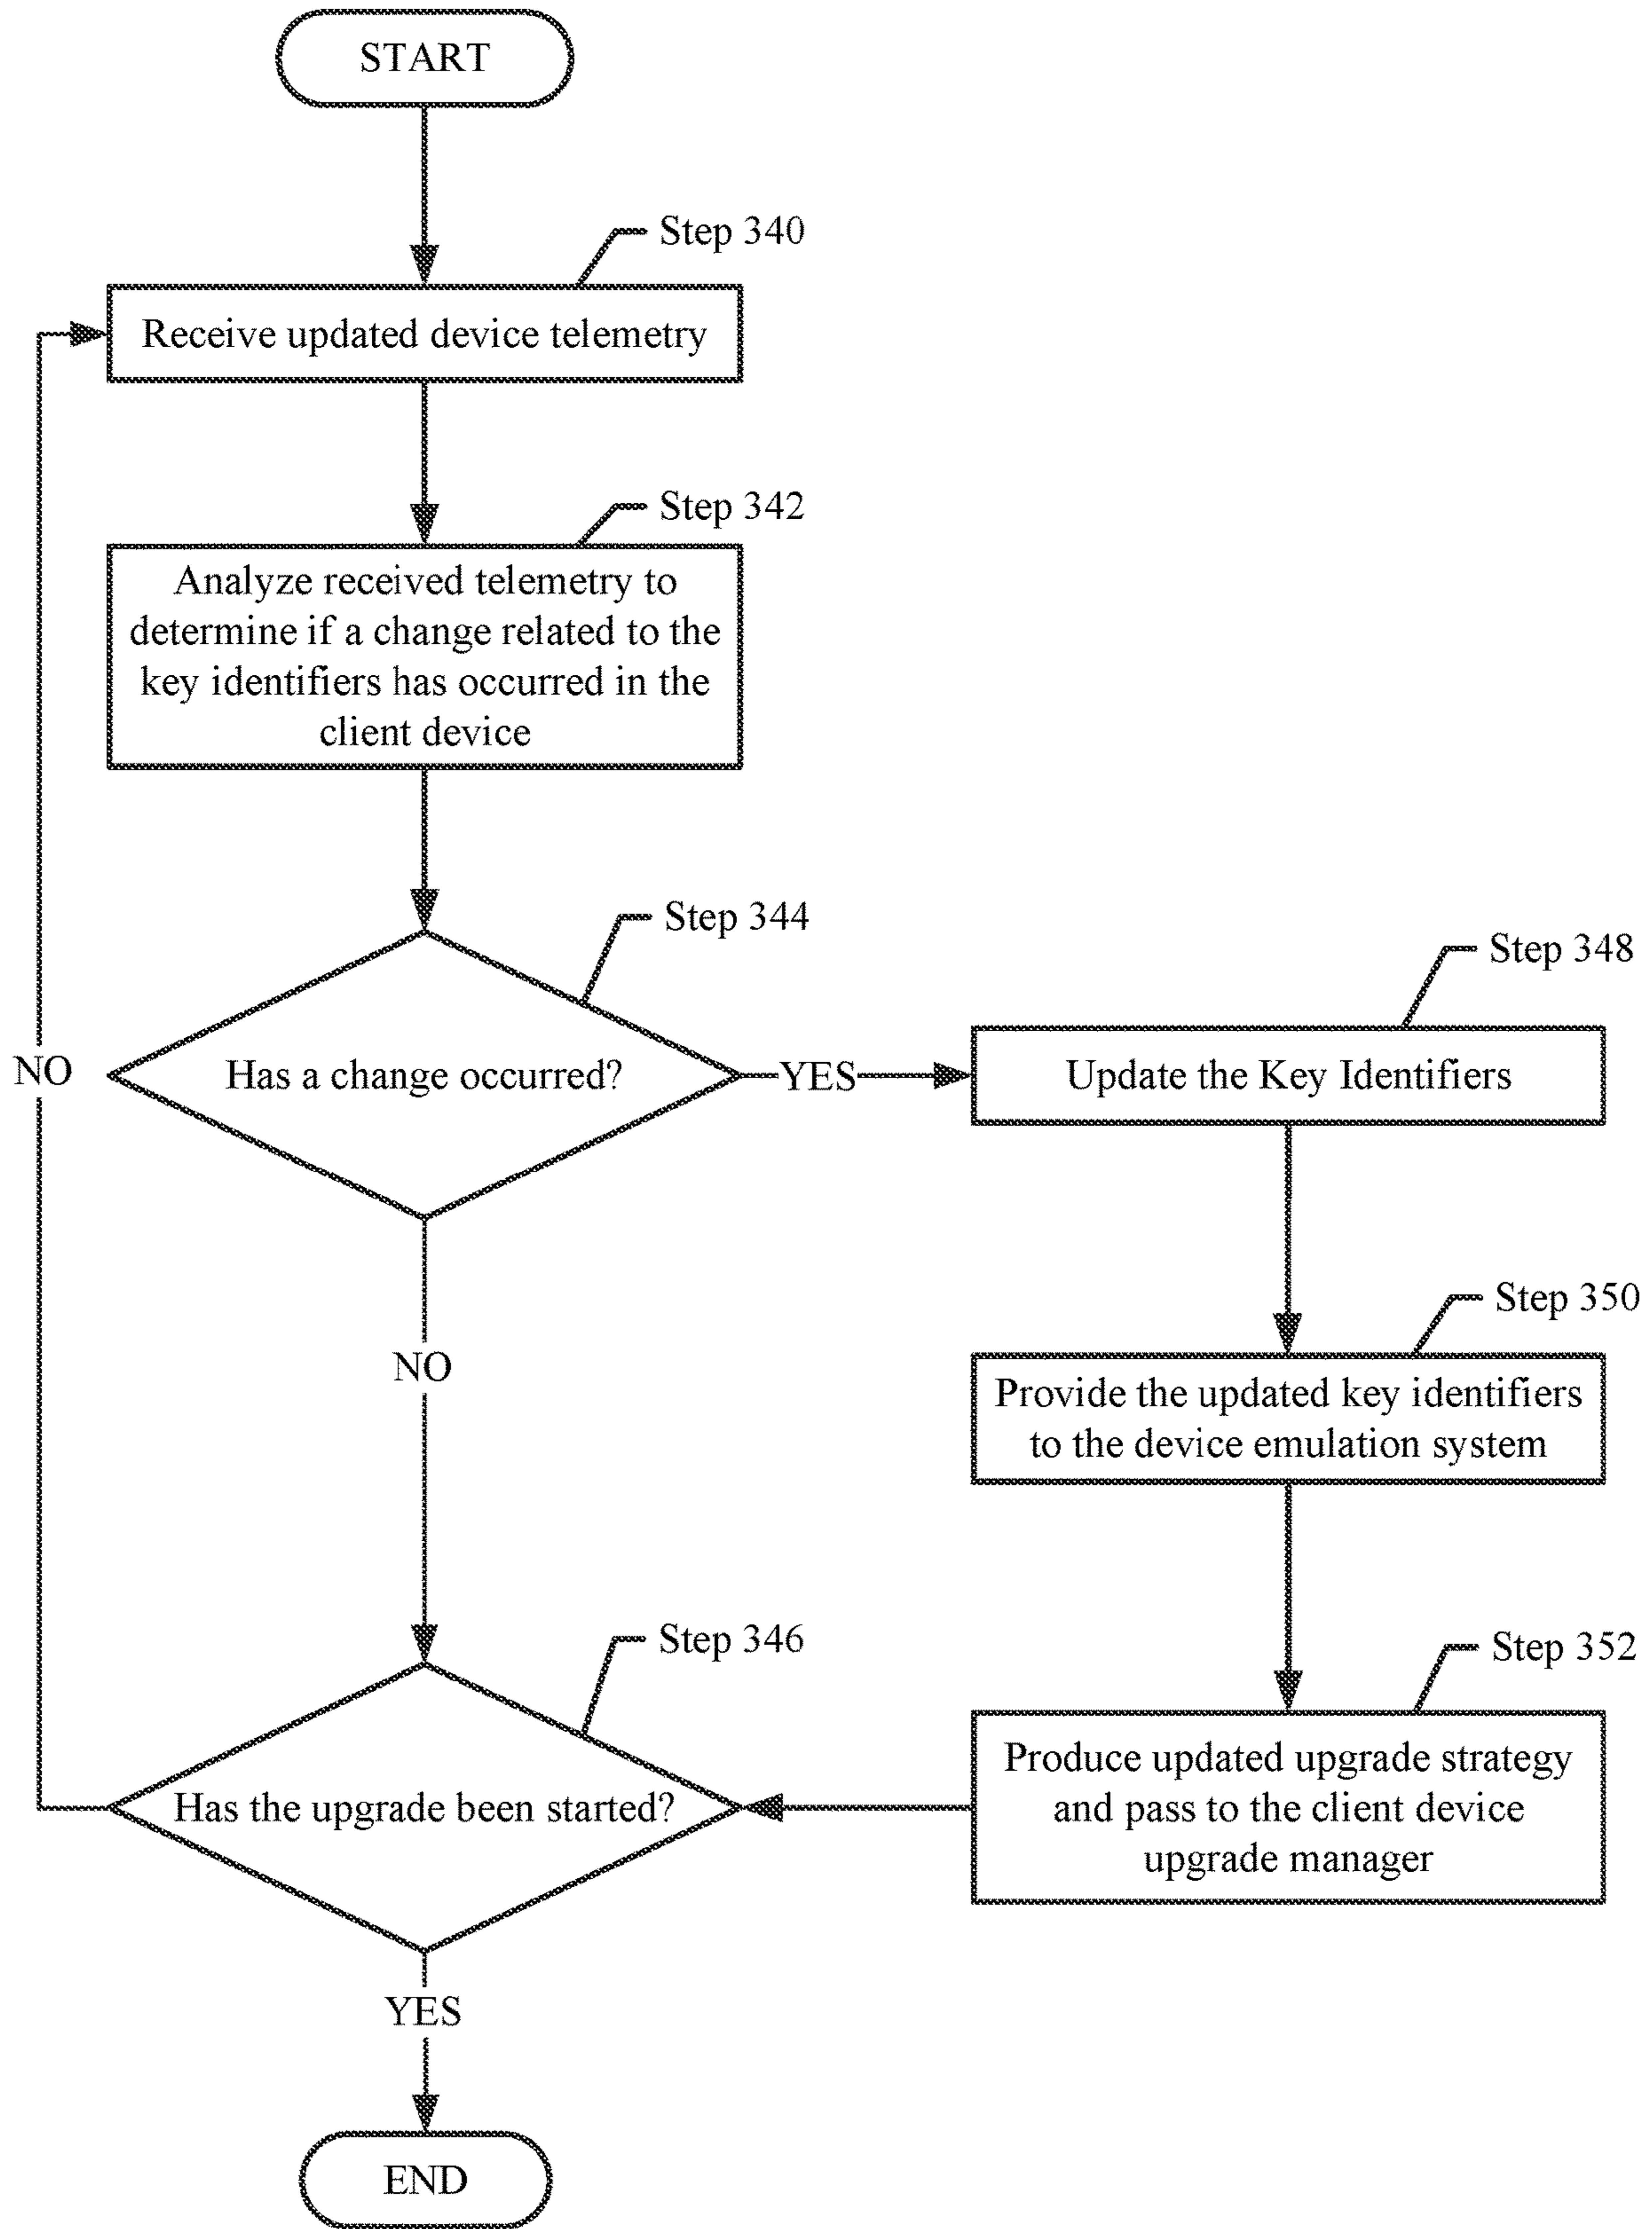 START
Step 340
Receive updated device telemetry
Step 342
Analyze received telemetry to
determine if a change related to the
key identifiers has occurred in the
client device
Step 344
Has a change occurred?
YES
NO
NO
Step 348
Update the Key Identifiers
Step 350
Provide the updated key identifiers
to the device emulation system
Step 352
Produce updated upgrade strategy
and pass to the client device
upgrade manager
Step 346
Has the upgrade been started?
YES
END